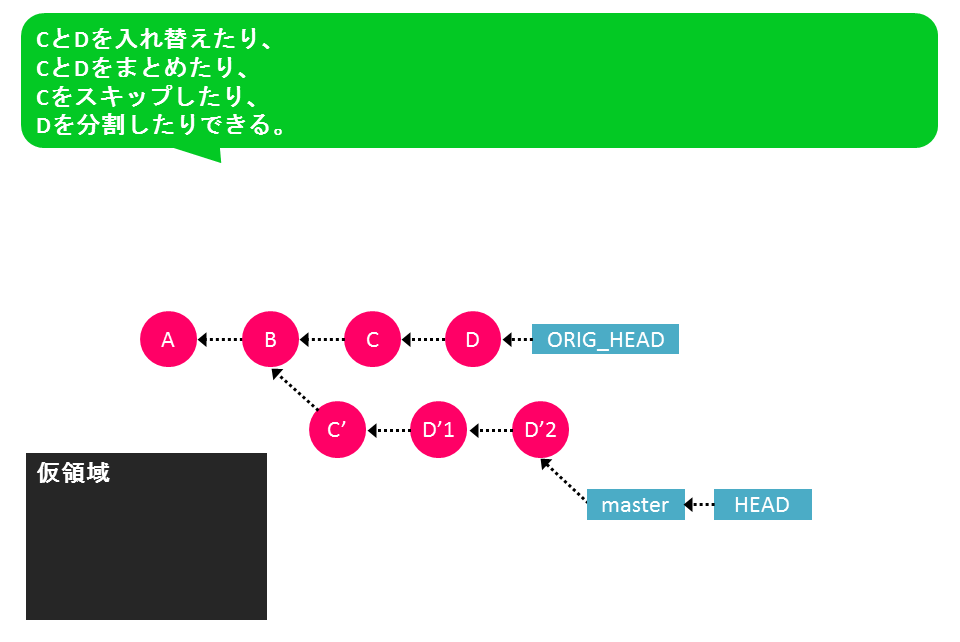 CとDを入れ替えたり、
CとDをまとめたり、
Cをスキップしたり、
Dを分割したりできる。
A B C D ORIG_HEAD
C’ D’1 D’2
仮領域
master HEAD